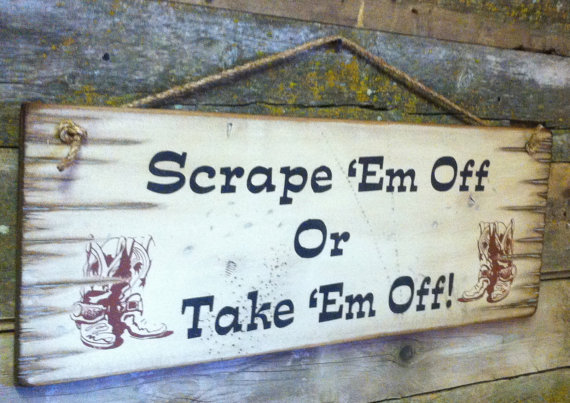 Scrape ‘Em Off
Or
Take ‘Em Off!